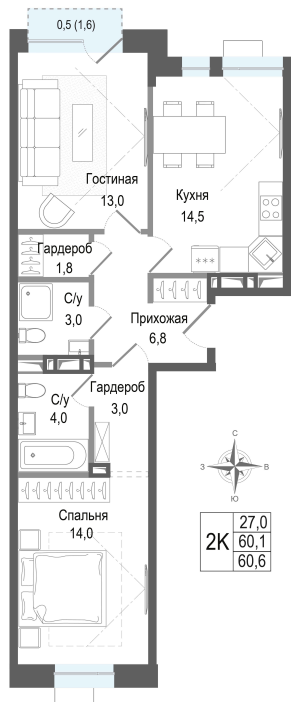 0,5 (1,6)
Гостиная
13,0
Кухня
14,5
Гардероб
1,8
С/у
3,0
Прихожая
6,8
С/у
4,0
Гардероб
3,0
Спальня
14,0
С
З
В
Ю
2K
27,0
60,1
60,6